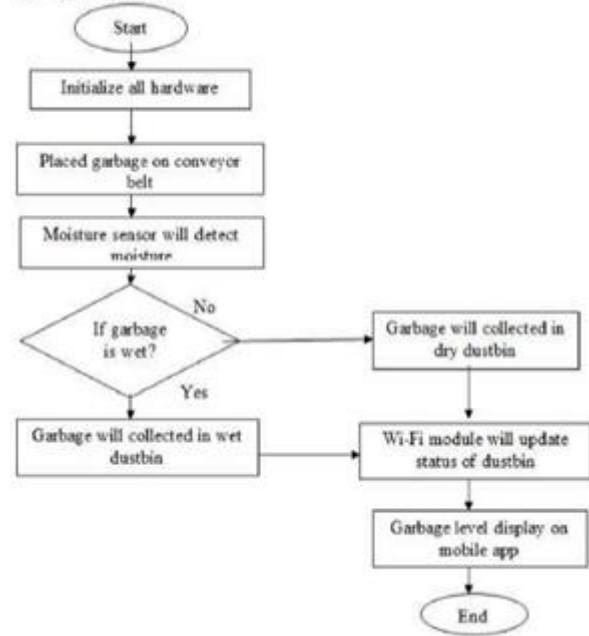 Start
Initialize all hardware
Placed garbage on conveyor
belt
Moisture sensor will detect
moisture
If garbage
is wet?
No
Yes
Garbage will collected in
dry dustbin
Garbage will collected in wet
dustbin
Wi-Fi module will update
status of dustbin
Garbage level display on
mobile app
End